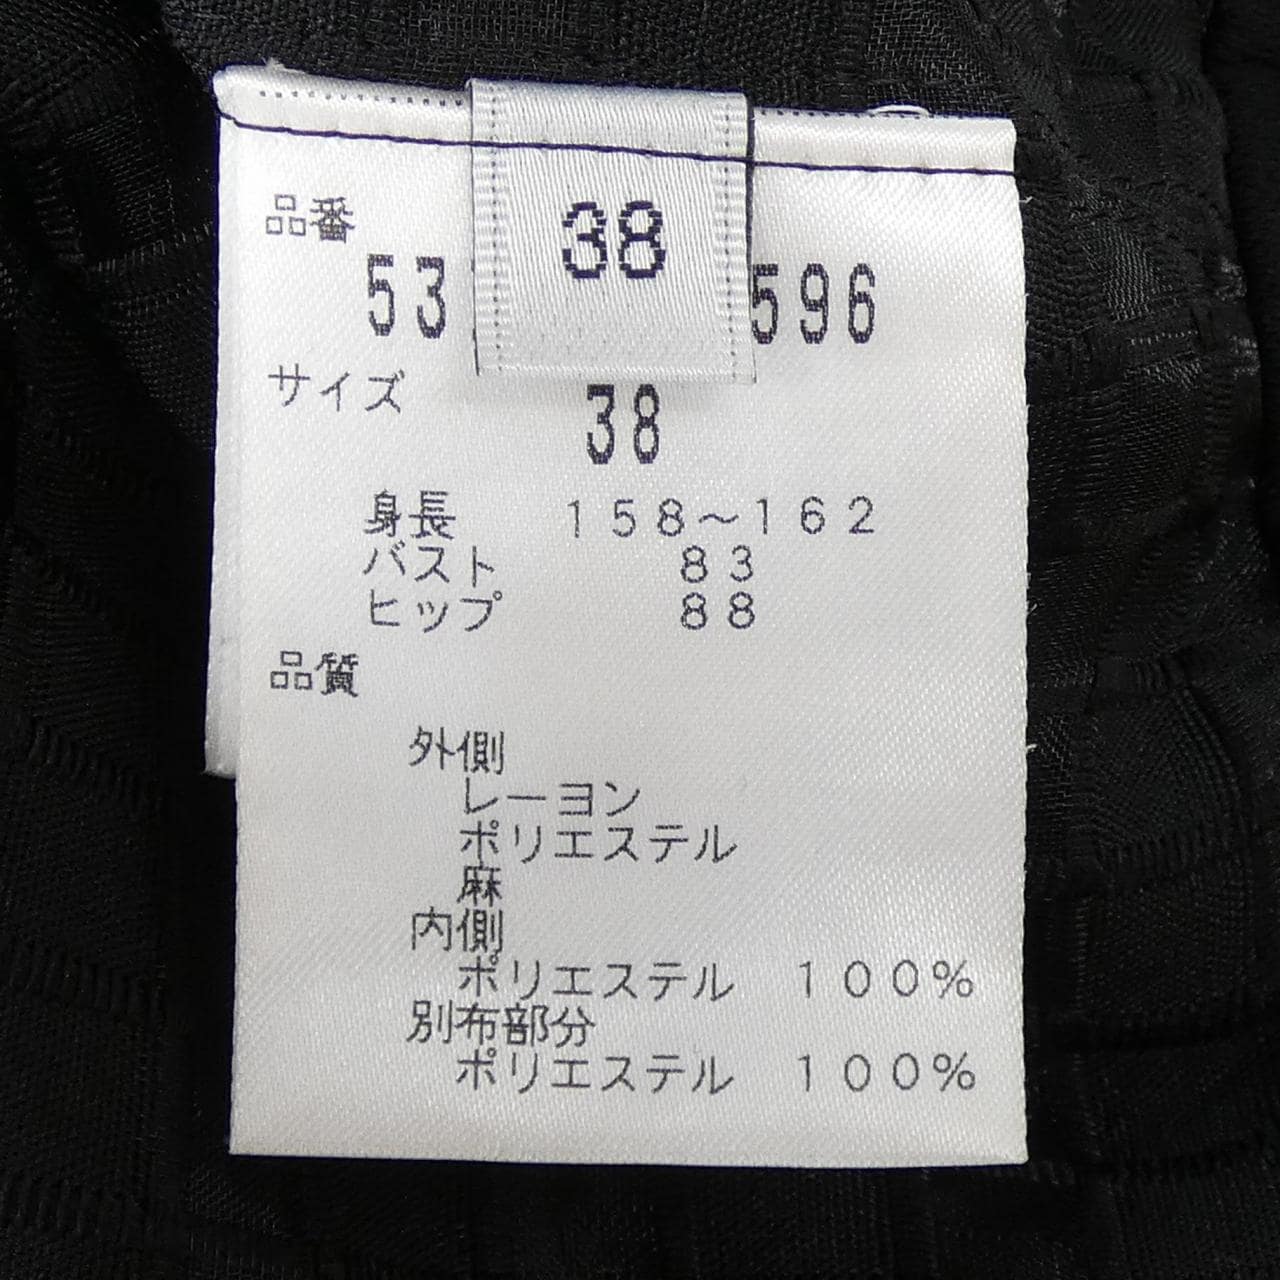 38
品番
53 596
サイズ
38
身長 158～162
バスト 83
ヒップ 88
品質
外側
レーヨン
ポリエステル
麻
内側
ポリエステル 100%
別布部分
ポリエステル 100%